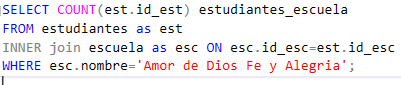 SELECT COUNT(est.id_est) estudiantes_escuela
FROM estudiantes as est
INNER join escuela as esc ON esc.id_esc=est.id_esc
WHERE esc.nombre='Amor de Dios Fe y Alegria';